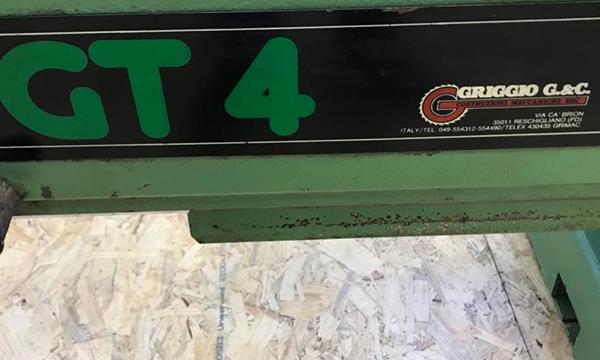 GT 4
GRIGGIO G.&C.
COSTRUZIONI MECCANICHE SNC
VIA CA' BRION
35011 RESCHIGLIANO (PD)
ITALY/TEL. 049-554312-554490/TELEX 430435 GRIMAC